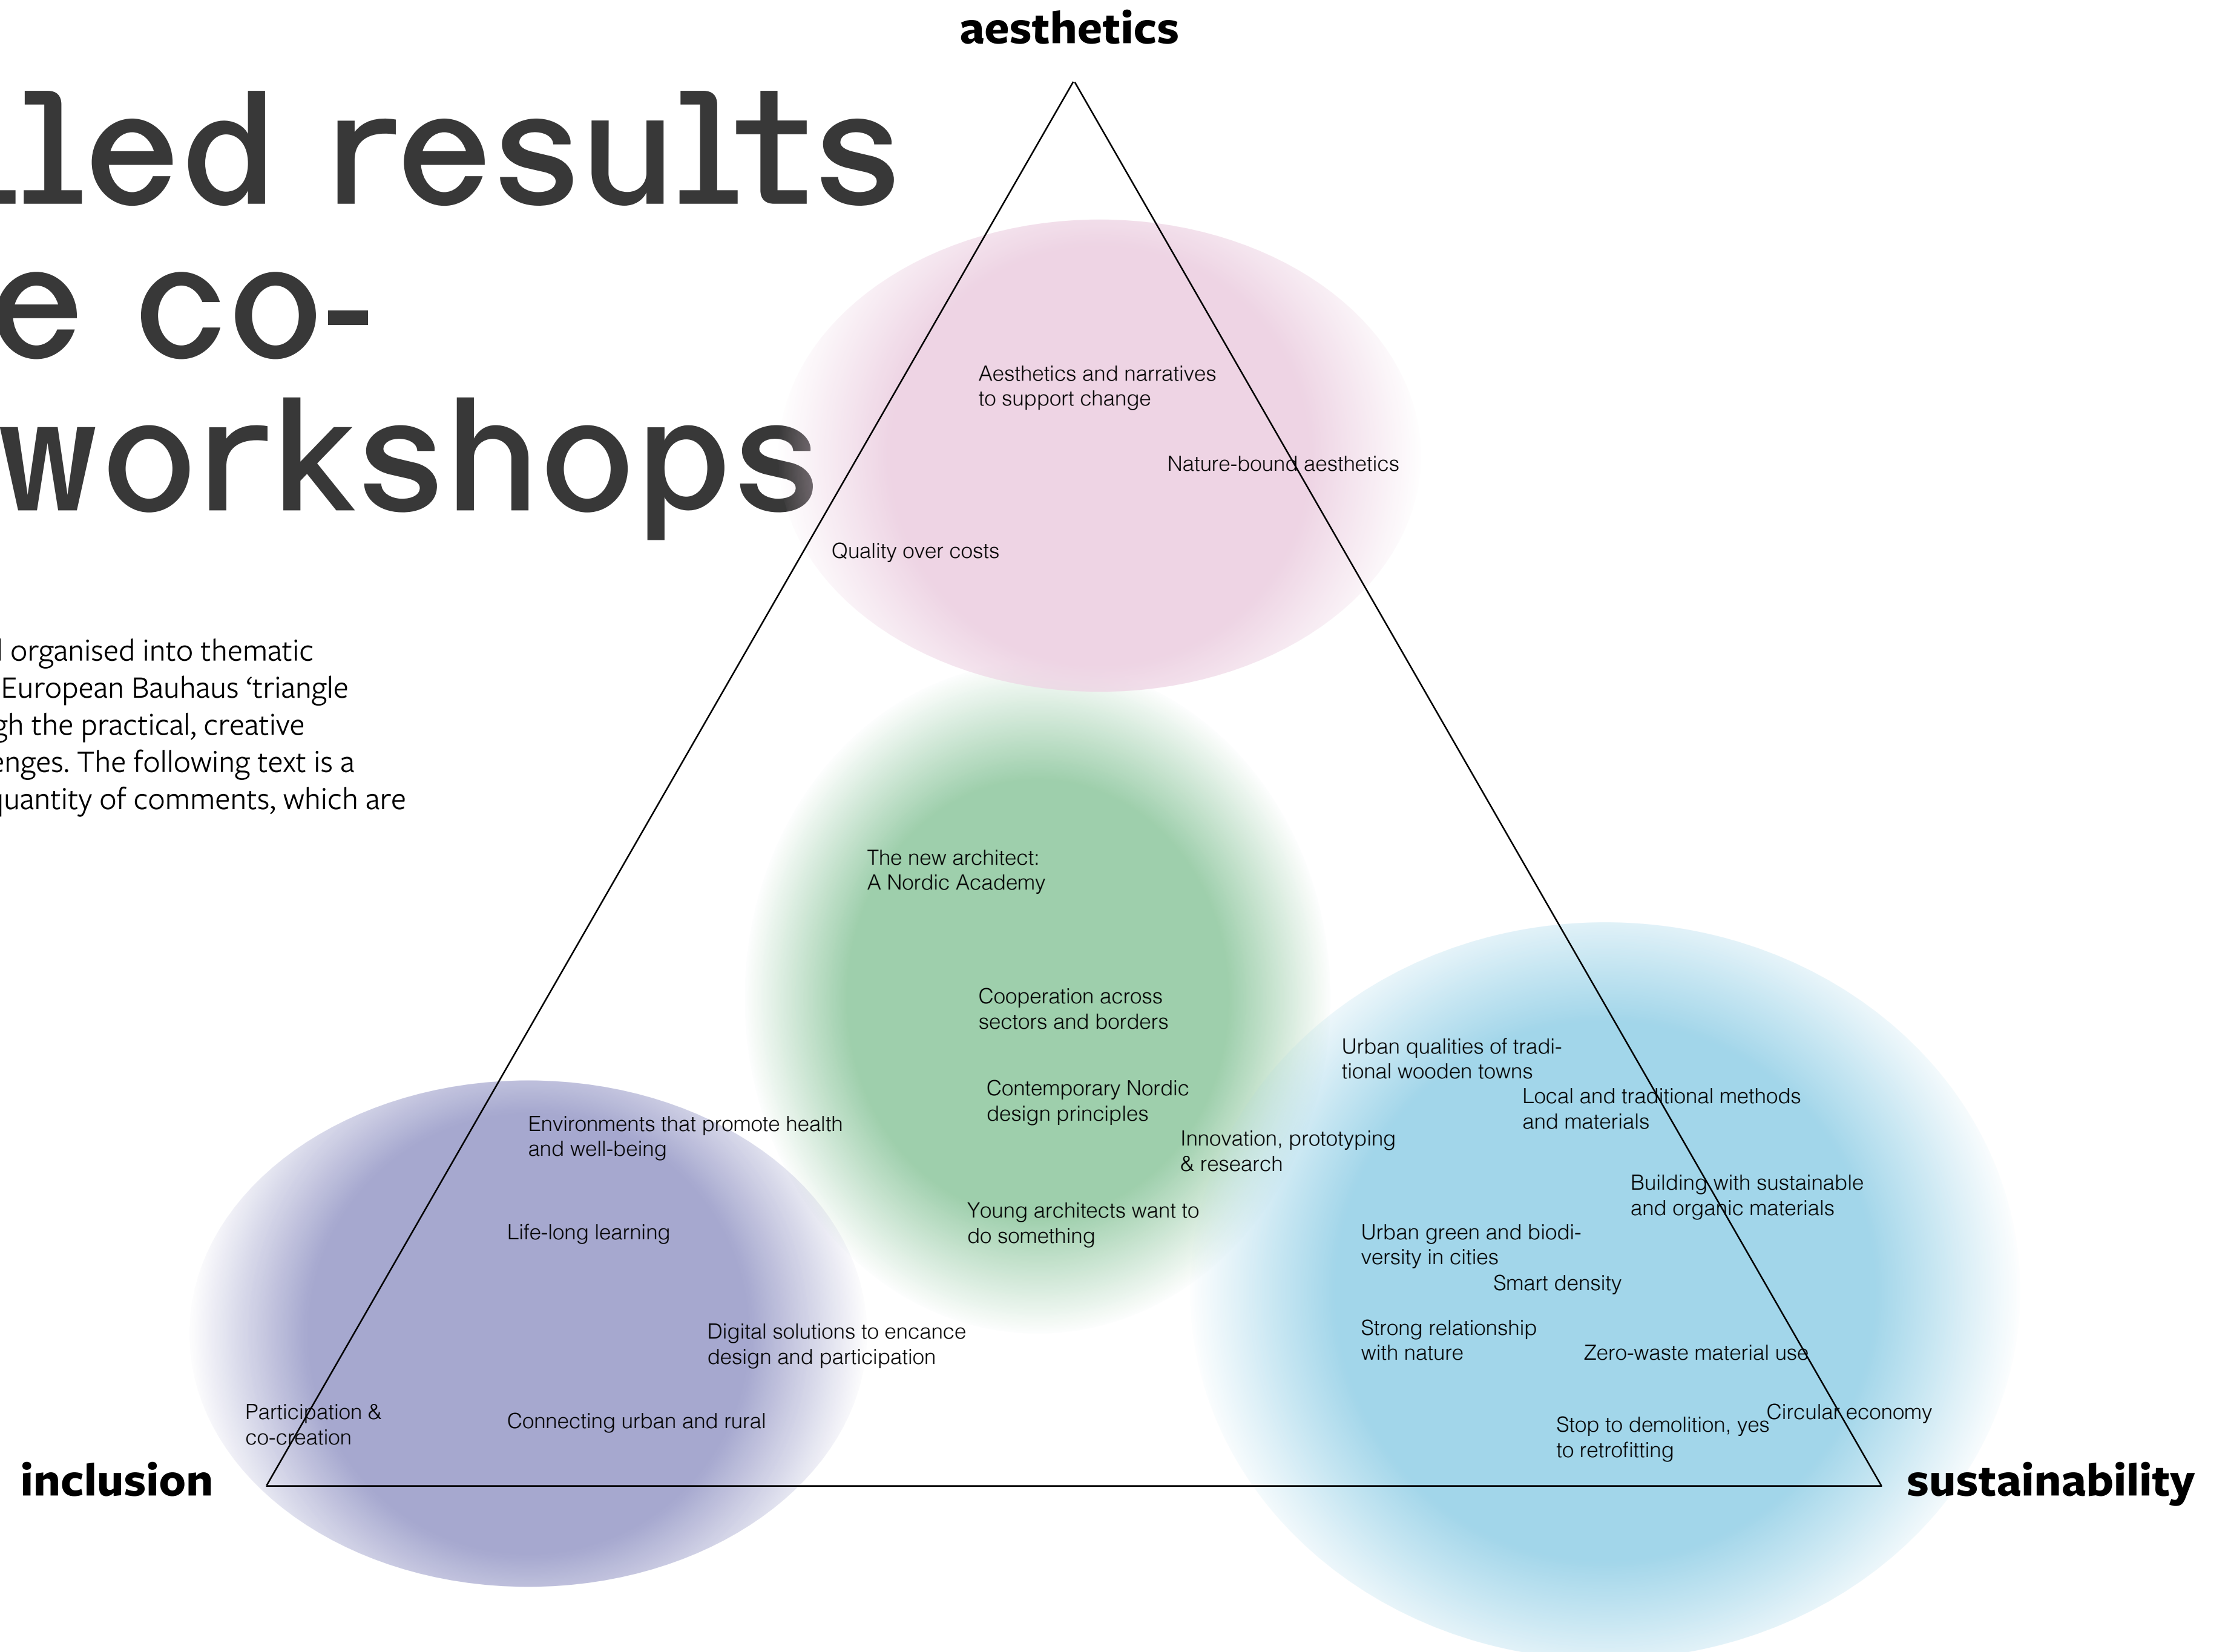 aesthetics
lled results
e co-
workshops
organised into thematic
European Bauhaus ‘triangle
gh the practical, creative
enges. The following text is a
quantity of comments, which are
Aesthetics and narratives
to support change
Nature-bound aesthetics
Quality over costs
The new architect:
A Nordic Academy
Cooperation across
sectors and borders
Contemporary Nordic
design principles
Innovation, prototyping
& research
Young architects want to
do something
Urban qualities of tradi-
tional wooden towns
Local and traditional methods
and materials
Building with sustainable
and organic materials
Urban green and biodi-
versity in cities
Smart density
Strong relationship
with nature
Zero-waste material use
Circular economy
Stop to demolition, yes
to retrofitting
Environments that promote health
and well-being
Life-long learning
Digital solutions to encance
design and participation
Participation &
co-creation
Connecting urban and rural
inclusion
sustainability